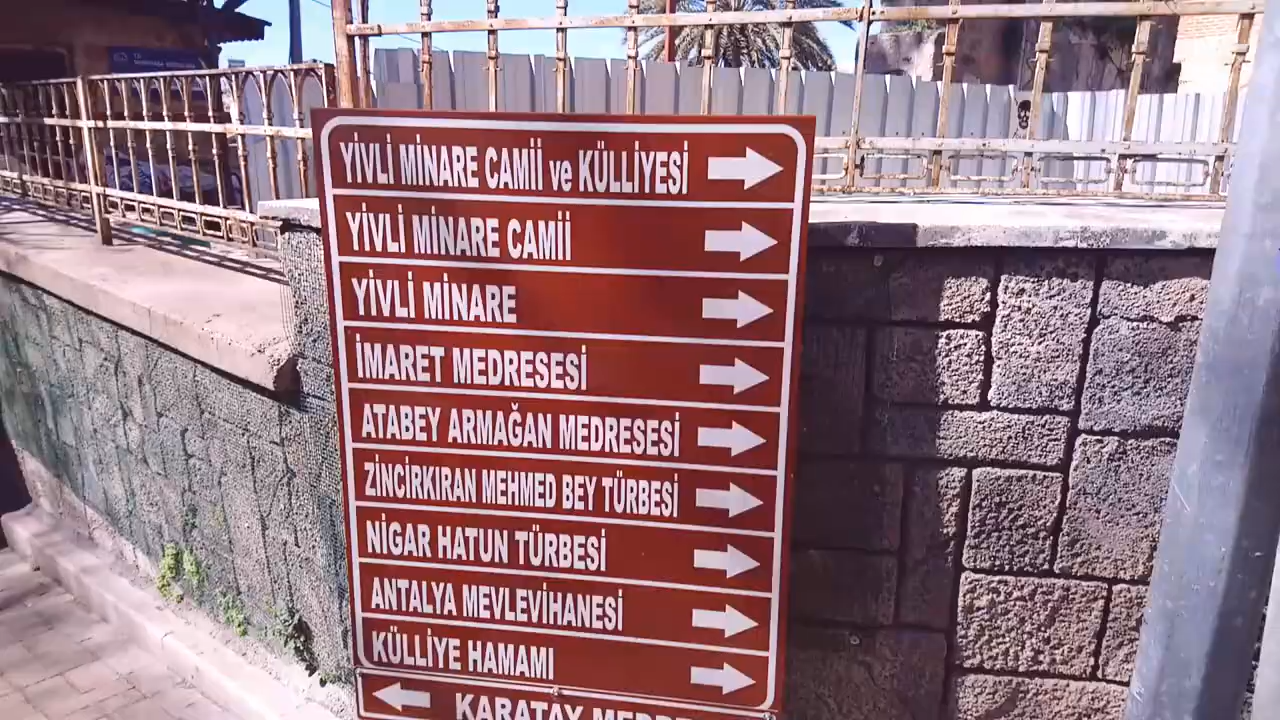 YİVLİ MİNARE CAMİİ ve KÜLLİYESİ
YİVLİ MİNARE CAMİİ
YİVLİ MİNARE
İMARET MEDRESESİ
ATABEY ARMAĞAN MEDRESESİ
ZİNCİRKIRAN MEHMED BEY TÜRBESİ
NİGAR HATUN TÜRBESİ
ANTALYA MEVLEVİHANESİ
KÜLLİYE HAMAMI
KARATAY